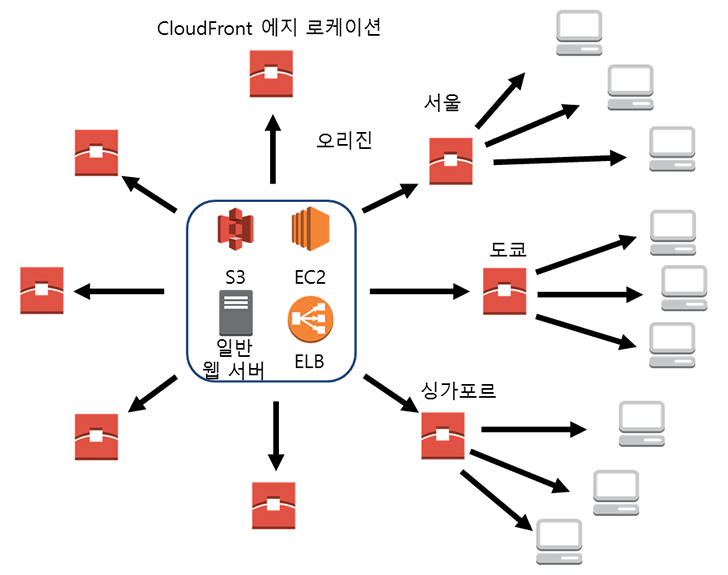 CloudFront 에지 로케이션
서울
오리진
도쿄
S3
EC2
일반
웹 서버
ELB
싱가포르